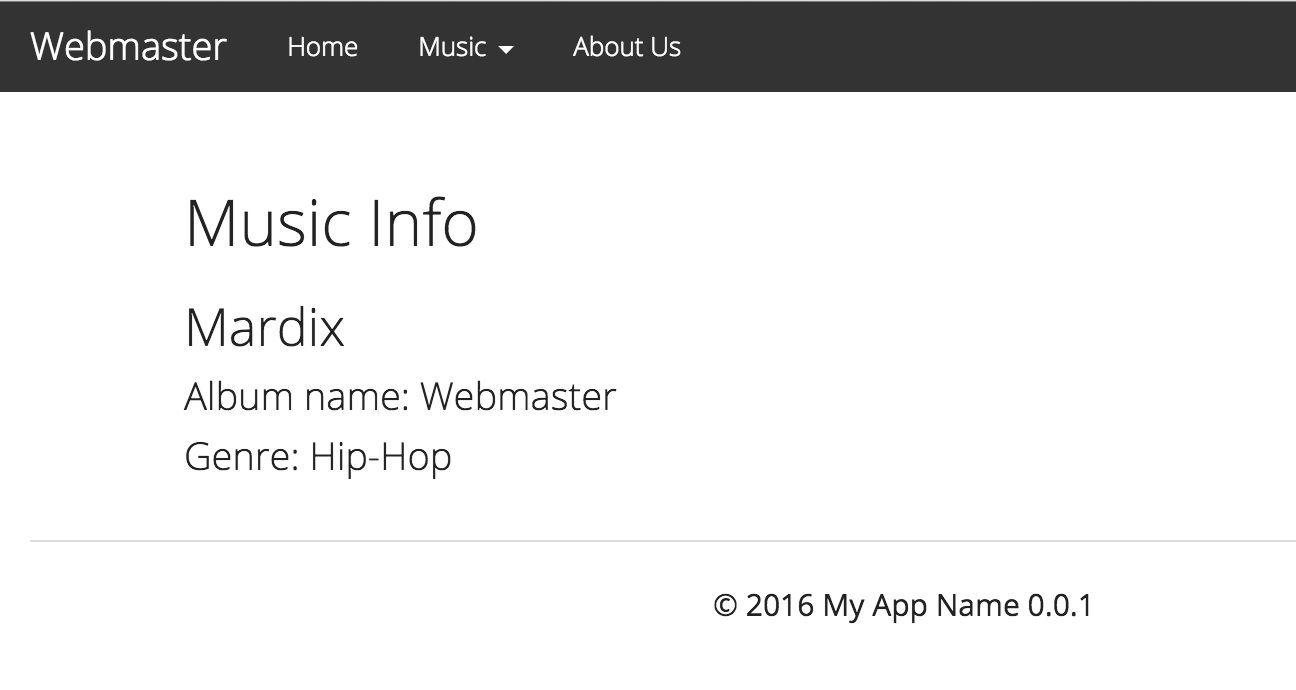 Webmaster Home Music About Us
Music Info
Mardix
Album name: Webmaster
Genre: Hip-Hop
© 2016 My App Name 0.0.1